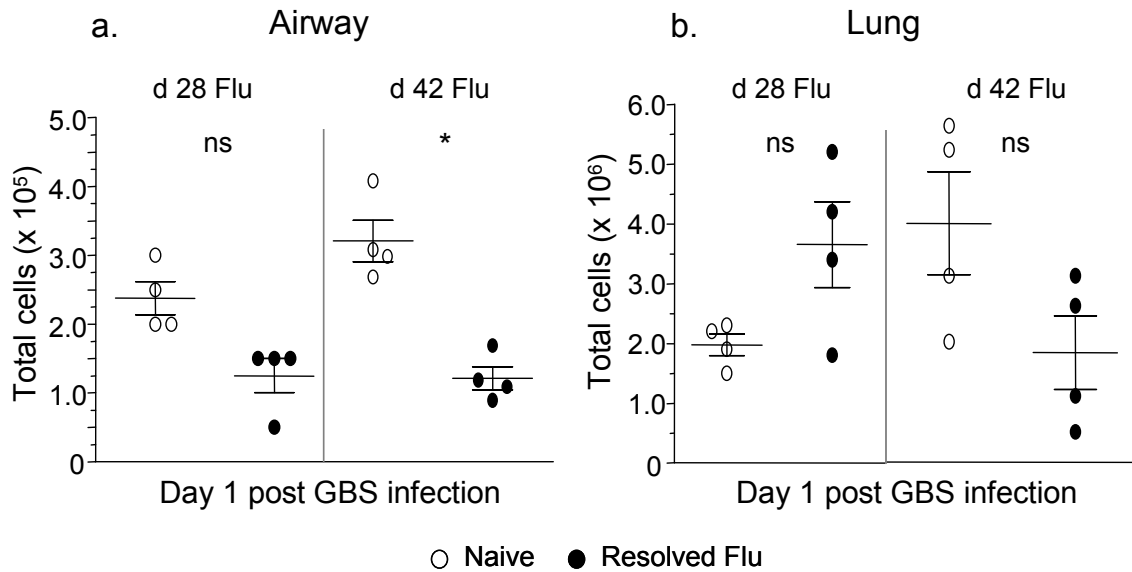 a. Airway
d 28 Flu d 42 Flu
ns *
5.0
4.0
3.0
2.0
1.0
0
Total cells (x 10⁵)
Day 1 post GBS infection
b. Lung
d 28 Flu d 42 Flu
ns ns
6.0
5.0
4.0
3.0
2.0
1.0
0
Total cells (x 10⁶)
Day 1 post GBS infection
Naive Resolved Flu